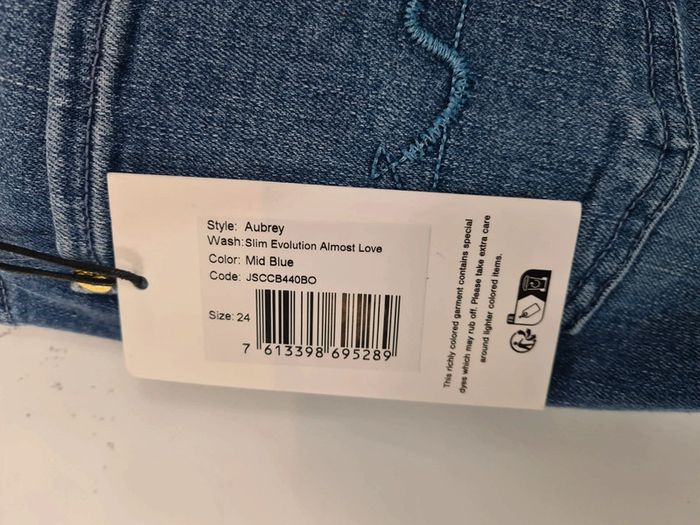 Style: Aubrey
Wash: Slim Evolution Almost Love
Color: Mid Blue
Code: JSCCB440BO
Size: 24
7 613398 695289
This richly colored garment contains special
dyes which may rub off. Please take extra care
around lighter colored items.